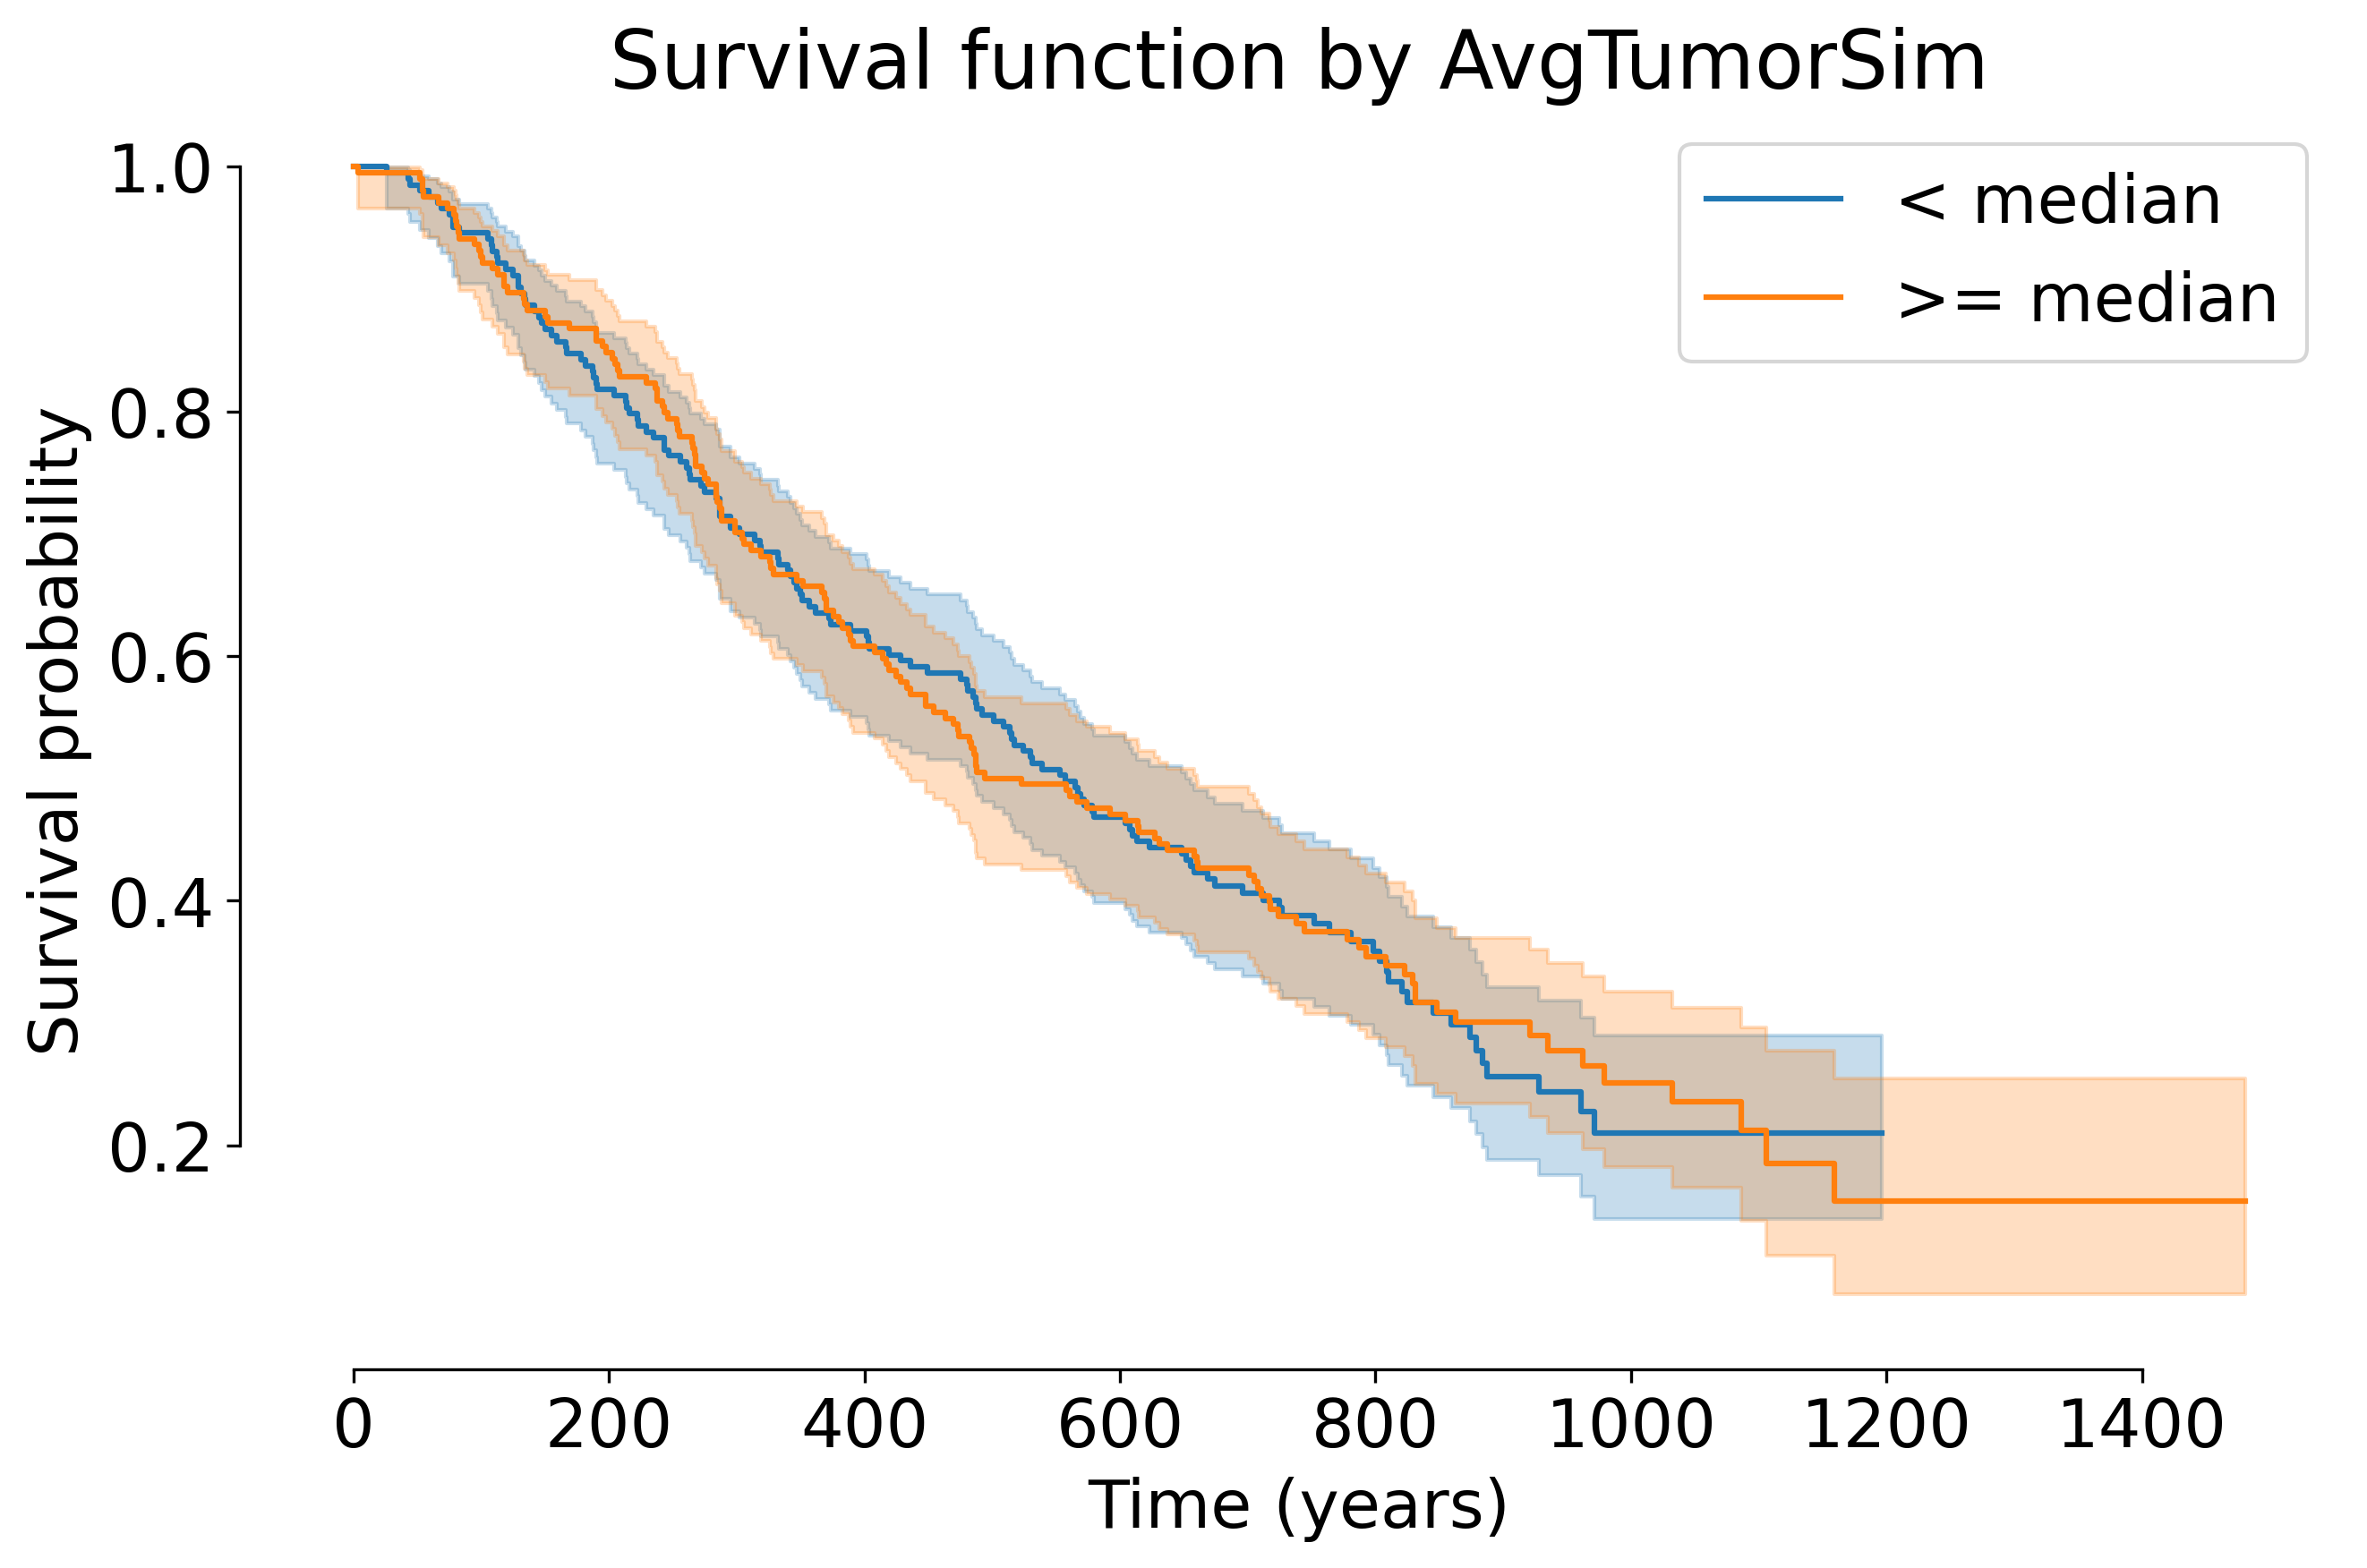 Survival function by AvgTumorSim
< median
>= median
Survival probability
1.0
0.8
0.6
0.4
0.2
0 200 400 600 800 1000 1200 1400
Time (years)